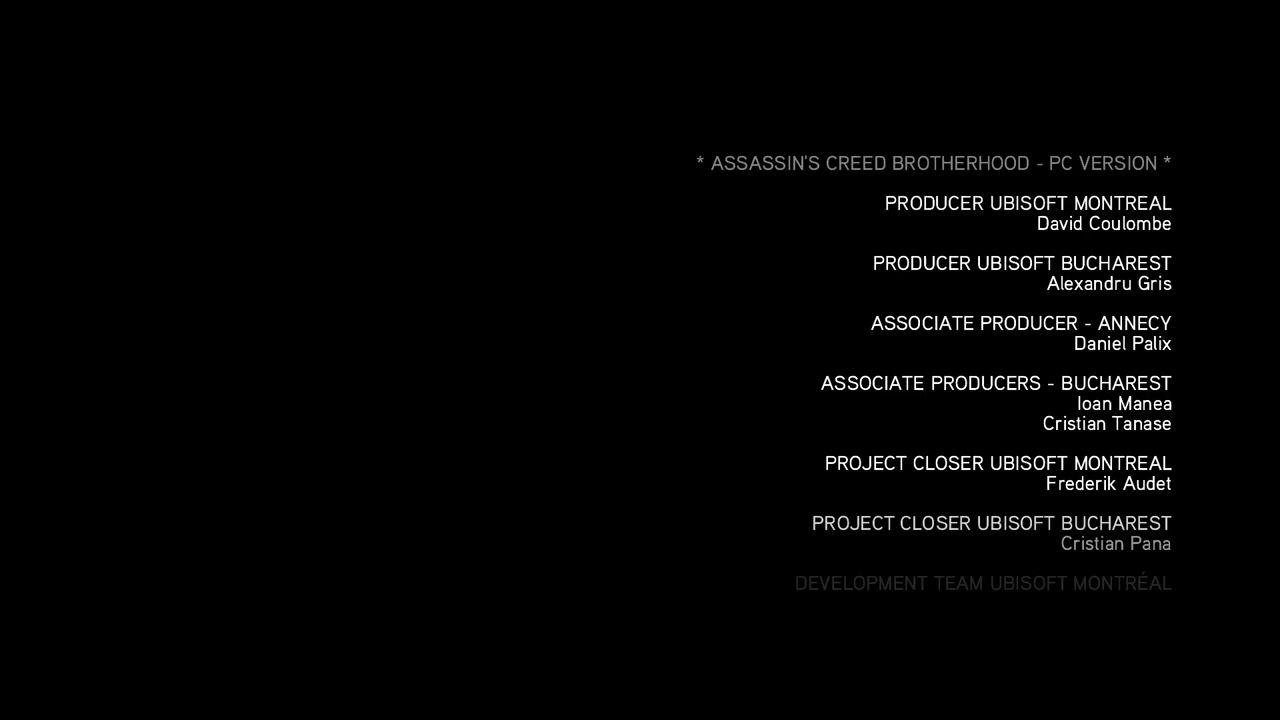 * ASSASSIN'S CREED BROTHERHOOD - PC VERSION *
PRODUCER UBISOFT MONTREAL
David Coulombe
PRODUCER UBISOFT BUCHAREST
Alexandru Gris
ASSOCIATE PRODUCER - ANNECY
Daniel Palix
ASSOCIATE PRODUCERS - BUCHAREST
Ioan Manea
Cristian Tanase
PROJECT CLOSER UBISOFT MONTREAL
Frederik Audet
PROJECT CLOSER UBISOFT BUCHAREST
Cristian Pana
DEVELOPMENT TEAM UBISOFT MONTRÉAL